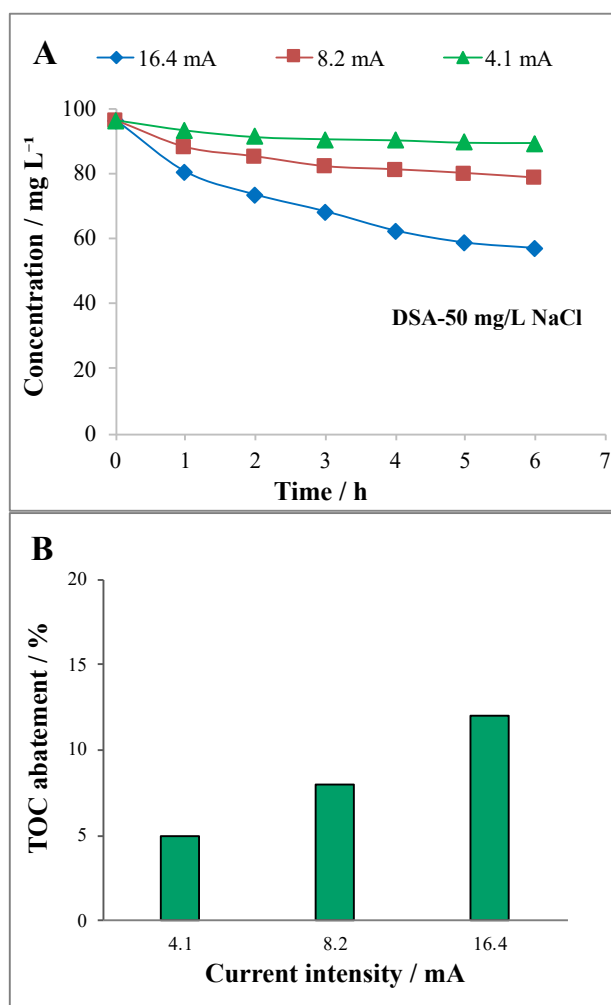 A
16.4 mA 8.2 mA 4.1 mA
100
80
60
40
20
0
Concentration / mg L⁻¹
DSA-50 mg/L NaCl
0 1 2 3 4 5 6 7
Time / h
B
20
15
10
5
0
TOC abatement / %
4.1 8.2 16.4
Current intensity / mA